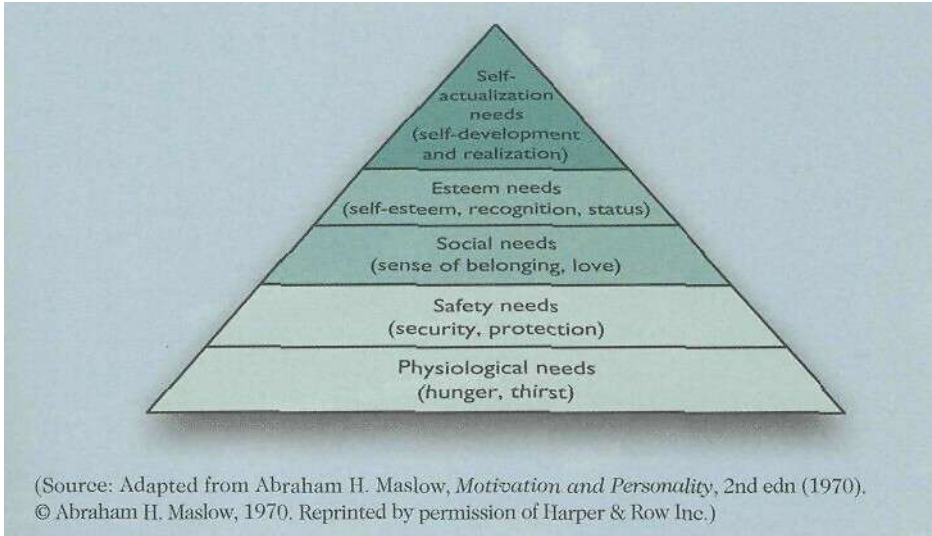 Self-
actualization
needs
(self-development
and realization)
Esteem needs
(self-esteem, recognition, status)
Social needs
(sense of belonging, love)
Safety needs
(security, protection)
Physiological needs
(hunger, thirst)
(Source: Adapted from Abraham H. Maslow, Motivation and Personality, 2nd edn (1970).
© Abraham H. Maslow, 1970. Reprinted by permission of Harper & Row Inc.)